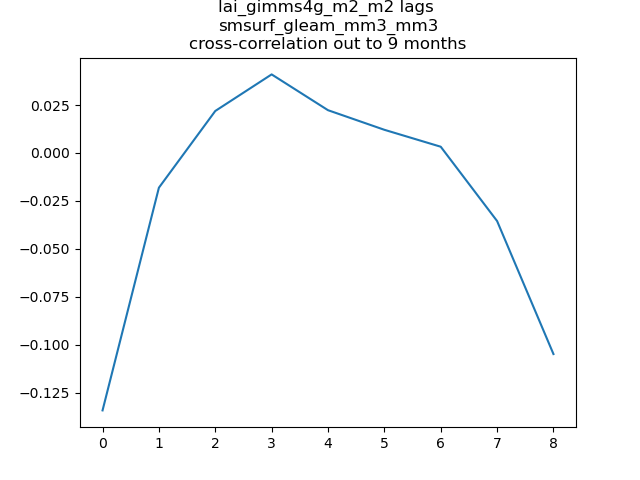 lai_gimms4g_m2_m2 lags
smsurf_gleam_mm3_mm3
cross-correlation out to 9 months
0.025
0.000
−0.025
−0.050
−0.075
−0.100
−0.125
0 1 2 3 4 5 6 7 8